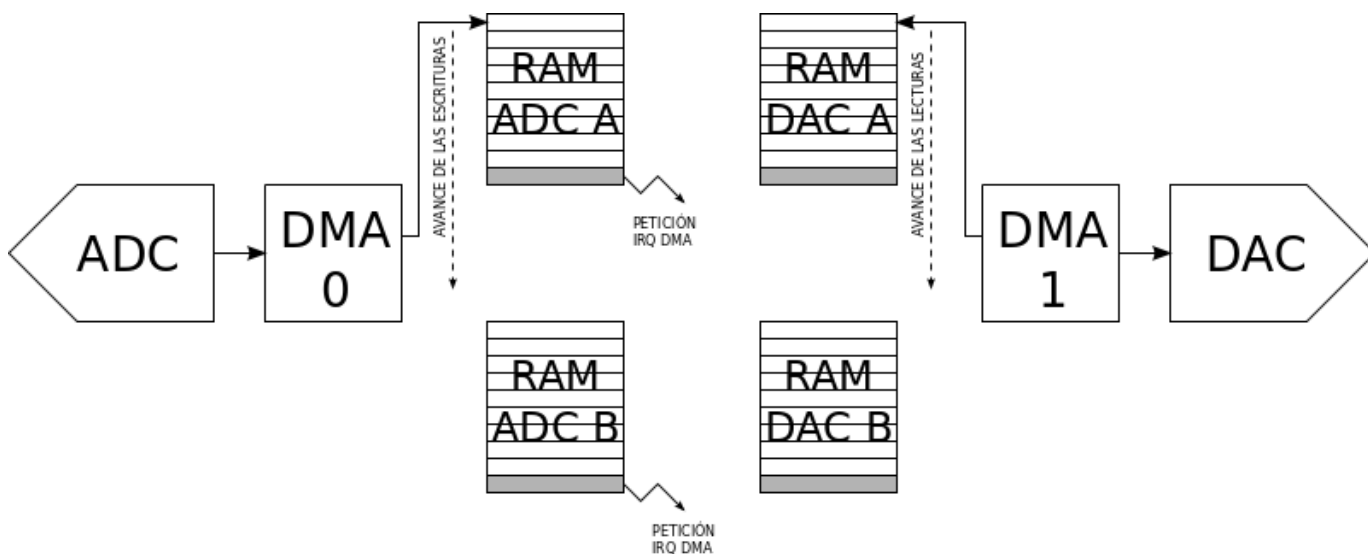 ADC
DMA
0
AVANCE DE LAS ESCRITURAS
RAM
ADC A
PETICIÓN
IRQ DMA
RAM
ADC B
PETICIÓN
IRQ DMA
RAM
DAC A
RAM
DAC B
AVANCE DE LAS LECTURAS
DMA
1
DAC